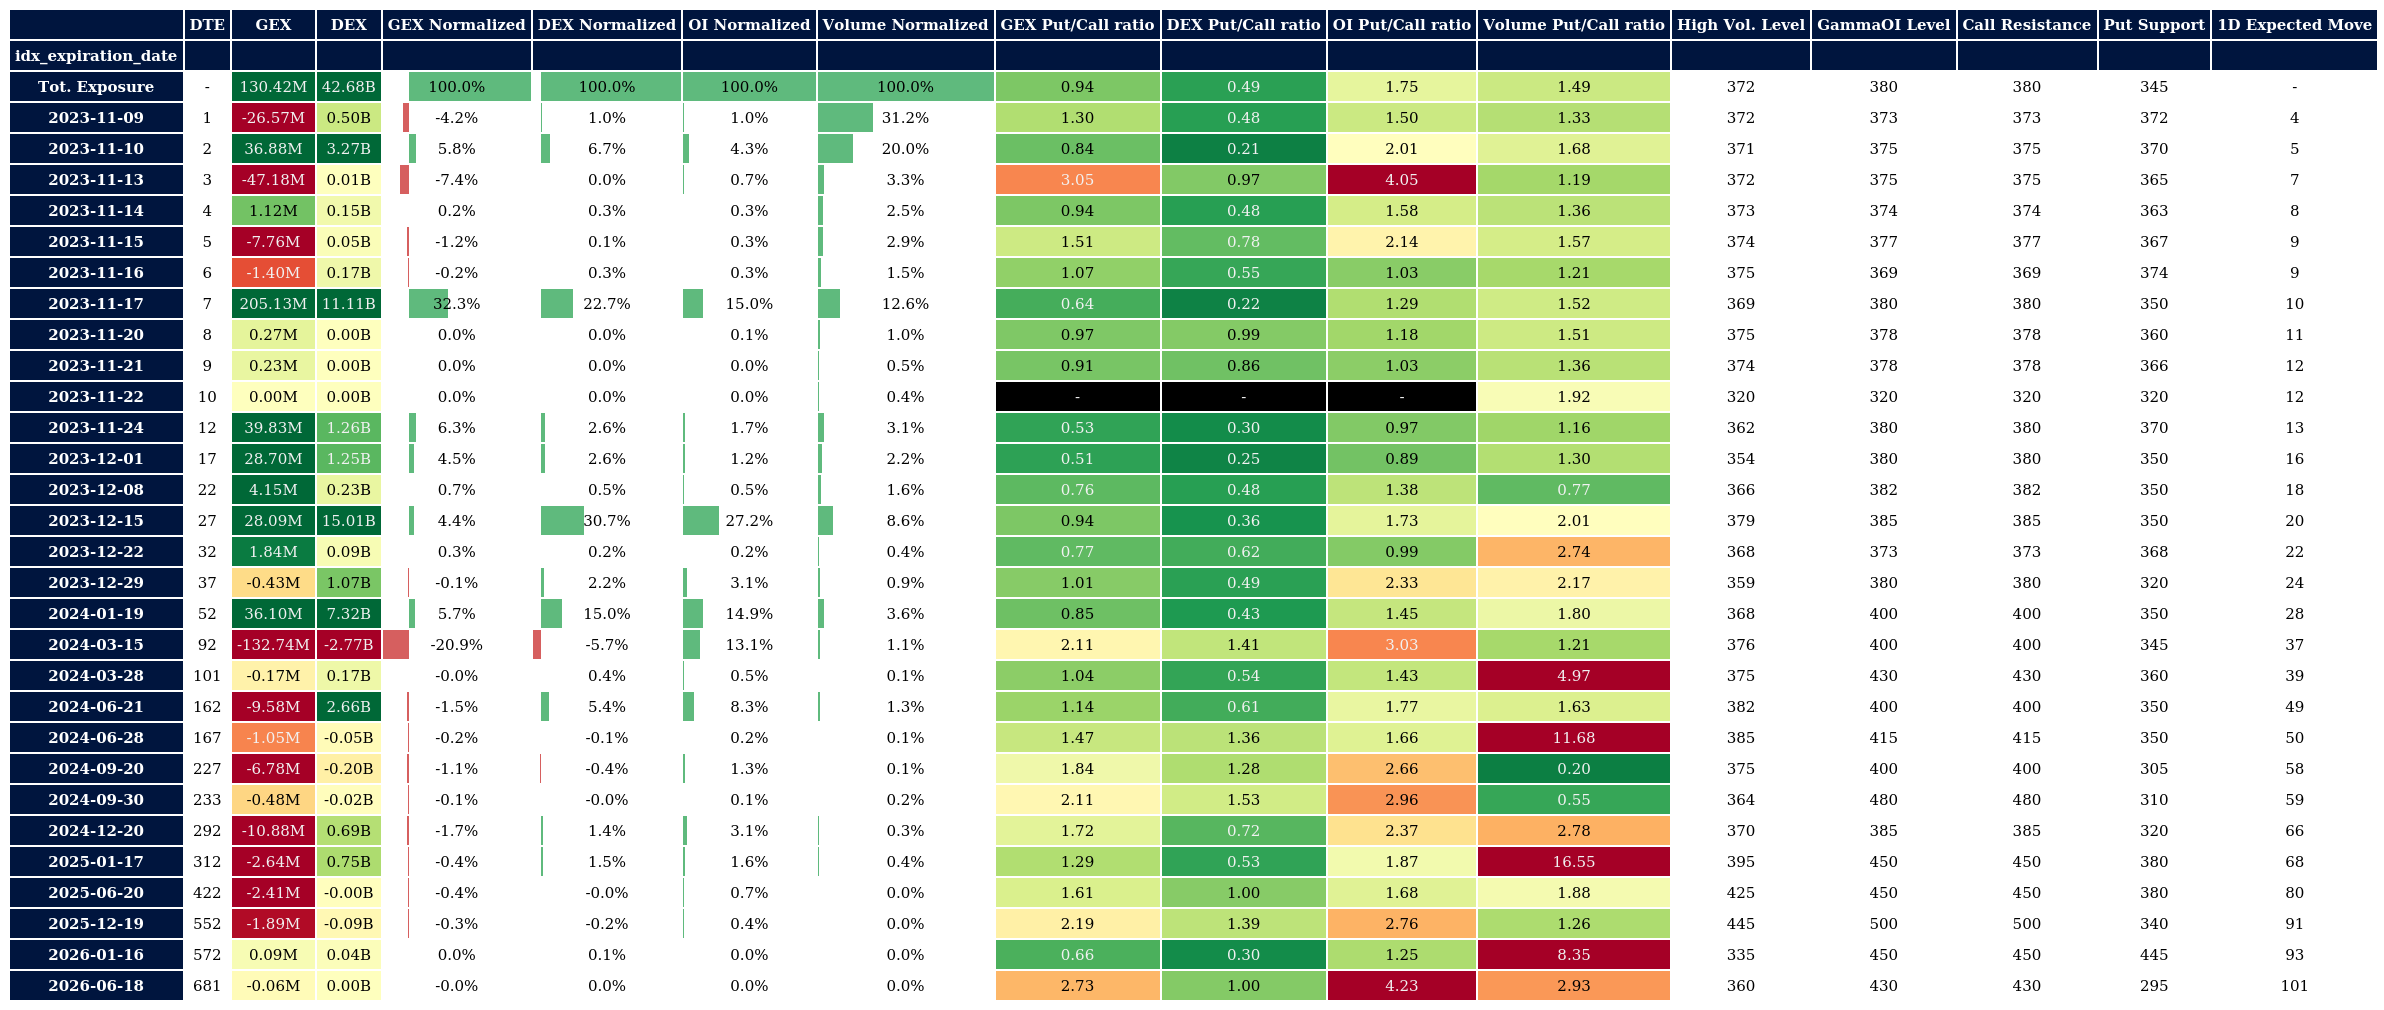 DTE GEX DEX GEX Normalized DEX Normalized OI Normalized Volume Normalized GEX Put/Call ratio DEX Put/Call ratio OI Put/Call ratio Volume Put/Call ratio High Vol. Level GammaOI Level Call Resistance Put Support 1D Expected Move
idx_expiration_date
Tot. Exposure - 130.42M 42.68B 100.0% 100.0% 100.0% 100.0% 0.94 0.49 1.75 1.49 372 380 380 345 -
2023-11-09 1 -26.57M 0.50B -4.2% 1.0% 1.0% 31.2% 1.30 0.48 1.50 1.33 372 373 373 372 4
2023-11-10 2 36.88M 3.27B 5.8% 6.7% 4.3% 20.0% 0.84 0.21 2.01 1.68 371 375 375 370 5
2023-11-13 3 -47.18M 0.01B -7.4% 0.0% 0.7% 3.3% 3.05 0.97 4.05 1.19 372 375 375 365 7
2023-11-14 4 1.12M 0.15B 0.2% 0.3% 0.3% 2.5% 0.94 0.48 1.58 1.36 373 374 374 363 8
2023-11-15 5 -7.76M 0.05B -1.2% 0.1% 0.3% 2.9% 1.51 0.78 2.14 1.57 374 377 377 367 9
2023-11-16 6 -1.40M 0.17B -0.2% 0.3% 0.3% 1.5% 1.07 0.55 1.03 1.21 375 369 369 374 9
2023-11-17 7 205.13M 11.11B 32.3% 22.7% 15.0% 12.6% 0.64 0.22 1.29 1.52 369 380 380 350 10
2023-11-20 8 0.27M 0.00B 0.0% 0.0% 0.1% 1.0% 0.97 0.99 1.18 1.51 375 378 378 360 11
2023-11-21 9 0.23M 0.00B 0.0% 0.0% 0.0% 0.5% 0.91 0.86 1.03 1.36 374 378 378 366 12
2023-11-22 10 0.00M 0.00B 0.0% 0.0% 0.0% 0.4% - - - 1.92 320 320 320 320 12
2023-11-24 12 39.83M 1.26B 6.3% 2.6% 1.7% 3.1% 0.53 0.30 0.97 1.16 362 380 380 370 13
2023-12-01 17 28.70M 1.25B 4.5% 2.6% 1.2% 2.2% 0.51 0.25 0.89 1.30 354 380 380 350 16
2023-12-08 22 4.15M 0.23B 0.7% 0.5% 0.5% 1.6% 0.76 0.48 1.38 0.77 366 382 382 350 18
2023-12-15 27 28.09M 15.01B 4.4% 30.7% 27.2% 8.6% 0.94 0.36 1.73 2.01 379 385 385 350 20
2023-12-22 32 1.84M 0.09B 0.3% 0.2% 0.2% 0.4% 0.77 0.62 0.99 2.74 368 373 373 368 22
2023-12-29 37 -0.43M 1.07B -0.1% 2.2% 3.1% 0.9% 1.01 0.49 2.33 2.17 359 380 380 320 24
2024-01-19 52 36.10M 7.32B 5.7% 15.0% 14.9% 3.6% 0.85 0.43 1.45 1.80 368 400 400 350 28
2024-03-15 92 -132.74M -2.77B -20.9% -5.7% 13.1% 1.1% 2.11 1.41 3.03 1.21 376 400 400 345 37
2024-03-28 101 -0.17M 0.17B -0.0% 0.4% 0.5% 0.1% 1.04 0.54 1.43 4.97 375 430 430 360 39
2024-06-21 162 -9.58M 2.66B -1.5% 5.4% 8.3% 1.3% 1.14 0.61 1.77 1.63 382 400 400 350 49
2024-06-28 167 -1.05M -0.05B -0.2% -0.1% 0.2% 0.1% 1.47 1.36 1.66 11.68 385 415 415 350 50
2024-09-20 227 -6.78M -0.20B -1.1% -0.4% 1.3% 0.1% 1.84 1.28 2.66 0.20 375 400 400 305 58
2024-09-30 233 -0.48M -0.02B -0.1% -0.0% 0.1% 0.2% 2.11 1.53 2.96 0.55 364 480 480 310 59
2024-12-20 292 -10.88M 0.69B -1.7% 1.4% 3.1% 0.3% 1.72 0.72 2.37 2.78 370 385 385 320 66
2025-01-17 312 -2.64M 0.75B -0.4% 1.5% 1.6% 0.4% 1.29 0.53 1.87 16.55 395 450 450 380 68
2025-06-20 422 -2.41M -0.00B -0.4% -0.0% 0.7% 0.0% 1.61 1.00 1.68 1.88 425 450 450 380 80
2025-12-19 552 -1.89M -0.09B -0.3% -0.2% 0.4% 0.0% 2.19 1.39 2.76 1.26 445 500 500 340 91
2026-01-16 572 0.09M 0.04B 0.0% 0.1% 0.0% 0.0% 0.66 0.30 1.25 8.35 335 450 450 445 93
2026-06-18 681 -0.06M 0.00B -0.0% 0.0% 0.0% 0.0% 2.73 1.00 4.23 2.93 360 430 430 295 101